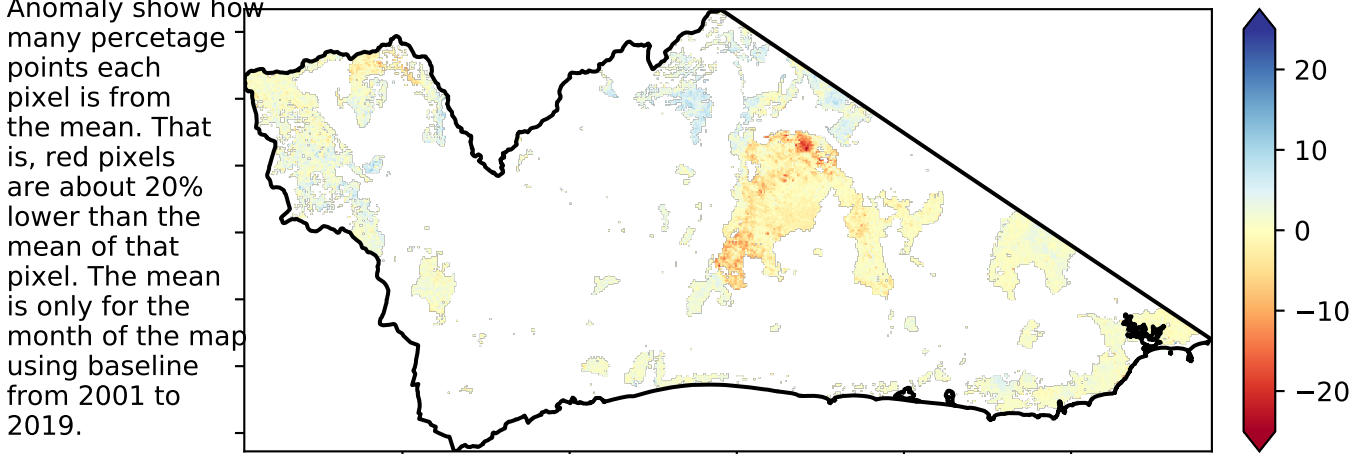 Anomaly show how
many percetage
points each
pixel is from
the mean. That
is, red pixels
are about 20%
lower than the
mean of that
pixel. The mean
is only for the
month of the map
using baseline
from 2001 to
2019.
20
10
0
−10
−20